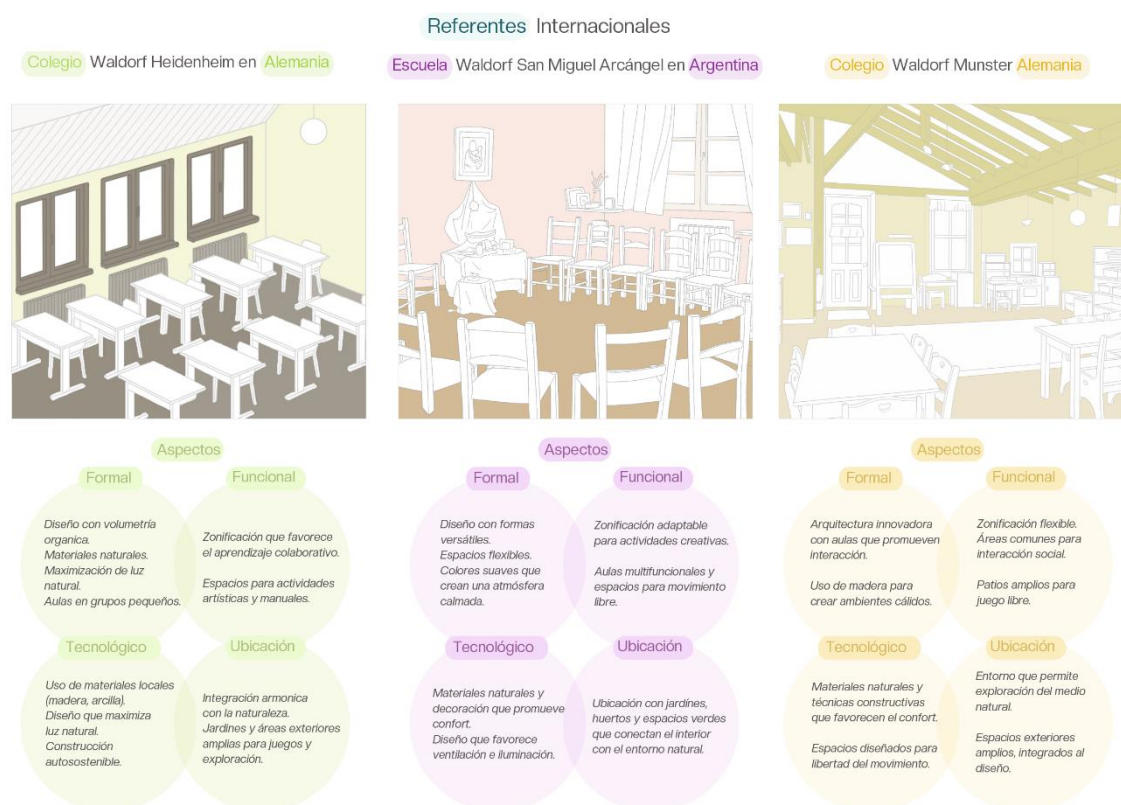 Referentes Internacionales
Colegio Waldorf Heidenheim en Alemania
Escuela Waldorf San Miguel Arcángel en Argentina
Colegio Waldorf Munster Alemania
Aspectos
Formal
Funcional
Diseño con volumetría
organica.
Materiales naturales.
Maximización de luz
natural.
Aulas en grupos pequeños.
Zonificación que favorece
el aprendizaje colaborativo.
Espacios para actividades
artísticas y manuales.
Tecnológico
Ubicación
Uso de materiales locales
(madera, arcilla).
Diseño que maximiza
luz natural.
Construcción
autosostenible.
Integración armonica
con la naturaleza.
Jardines y áreas exteriores
amplias para juegos y
exploración.
Aspectos
Formal
Funcional
Diseño con formas
versátiles.
Espacios flexibles.
Colores suaves que
crean una atmósfera
calmada.
Zonificación adaptable
para actividades creativas.
Aulas multifuncionales y
espacios para movimiento
libre.
Tecnológico
Ubicación
Materiales naturales y
decoración que promueve
confort.
Diseño que favorece
ventilación e iluminación.
Ubicación con jardínes,
huertos y espacios verdes
que conectan el interior
con el entorno natural.
Aspectos
Formal
Funcional
Arquitectura innovadora
con aulas que promueven
interacción.
Uso de madera para
crear ambientes cálidos.
Zonificación flexible.
Áreas comunes para
interacción social.
Patios amplios para
juego libre.
Tecnológico
Ubicación
Materiales naturales y
técnicas constructivas
que favorecen el confort.
Espacios diseñados para
libertad del movimiento.
Entorno que permite
exploración del medio
natural.
Espacios exteriores
amplios, integrados al
diseño.